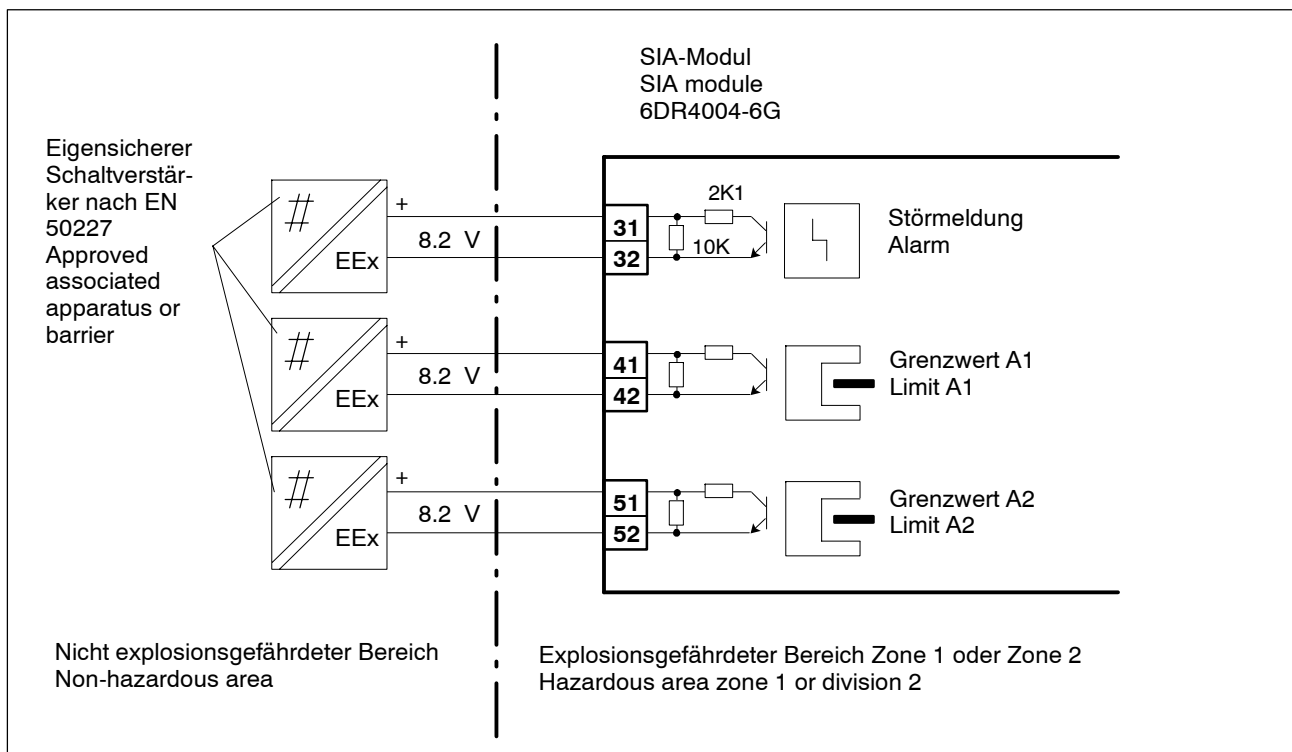 SIA-Modul
SIA module
6DR4004-6G
Eigensicherer
Schaltverstär-
ker nach EN
50227
Approved
associated
apparatus or
barrier
+
8.2 V
EEx
31
32
2K1
10K
Störmeldung
Alarm
+
8.2 V
EEx
41
42
Grenzwert A1
Limit A1
+
8.2 V
EEx
51
52
Grenzwert A2
Limit A2
Nicht explosionsgefährdeter Bereich
Non-hazardous area
Explosionsgefährdeter Bereich Zone 1 oder Zone 2
Hazardous area zone 1 or division 2